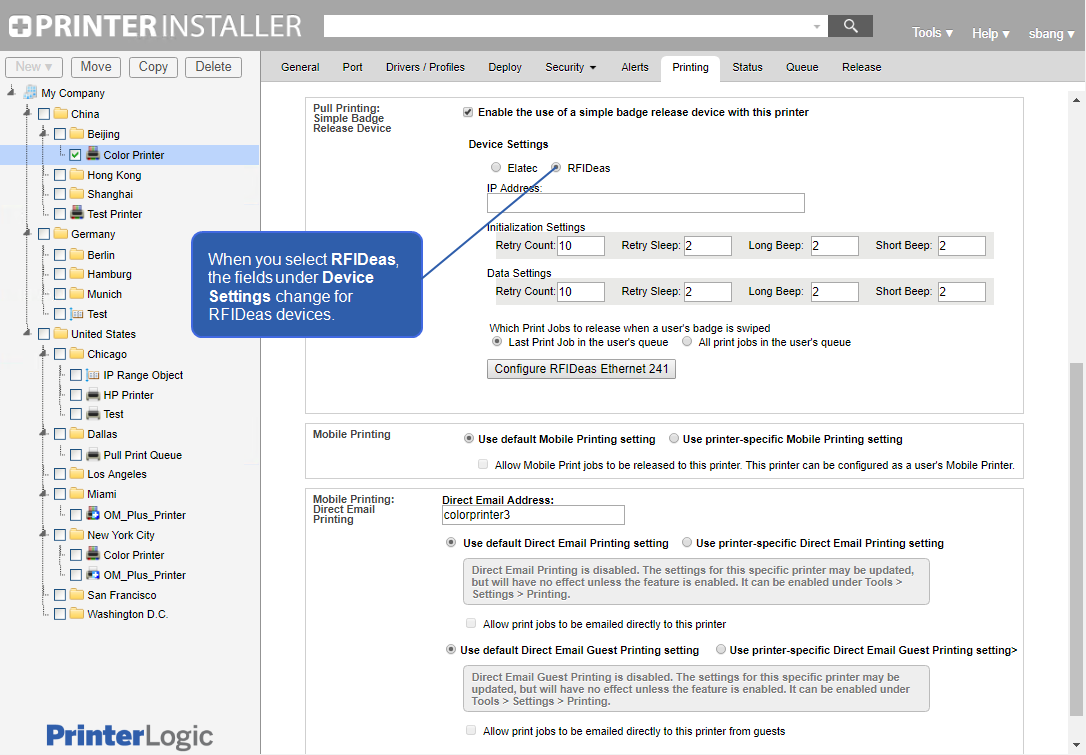 PRINTER INSTALLER
Tools ▾ Help ▾ sbang ▾
New ▾ Move Copy Delete
General Port Drivers / Profiles Deploy Security ▾ Alerts Printing Status Queue Release
My Company
China
Beijing
Color Printer
Hong Kong
Shanghai
Test Printer
Germany
Berlin
Hamburg
Munich
Test
United States
Chicago
IP Range Object
HP Printer
Test
Dallas
Pull Print Queue
Los Angeles
Miami
OM_Plus_Printer
New York City
Color Printer
OM_Plus_Printer
San Francisco
Washington D.C.
PrinterLogic
Pull Printing:
Simple Badge
Release Device
Enable the use of a simple badge release device with this printer
Device Settings
Elatec RFIDeas
IP Address:
Initialization Settings
Retry Count: 10 Retry Sleep: 2 Long Beep: 2 Short Beep: 2
Data Settings
Retry Count: 10 Retry Sleep: 2 Long Beep: 2 Short Beep: 2
Which Print Jobs to release when a user's badge is swiped
Last Print Job in the user's queue All print jobs in the user's queue
Configure RFIDeas Ethernet 241
When you select RFIDeas,
the fields under Device
Settings change for
RFIDeas devices.
Mobile Printing
Use default Mobile Printing setting Use printer-specific Mobile Printing setting
Allow Mobile Print jobs to be released to this printer. This printer can be configured as a user's Mobile Printer.
Mobile Printing:
Direct Email
Printing
Direct Email Address:
colorprinter3
Use default Direct Email Printing setting Use printer-specific Direct Email Printing setting
Direct Email Printing is disabled. The settings for this specific printer may be updated,
but will have no effect unless the feature is enabled. It can be enabled under Tools >
Settings > Printing.
Allow print jobs to be emailed directly to this printer
Use default Direct Email Guest Printing setting Use printer-specific Direct Email Guest Printing setting>
Direct Email Guest Printing is disabled. The settings for this specific printer may be
updated, but will have no effect unless the feature is enabled. It can be enabled under
Tools > Settings > Printing.
Allow print jobs to be emailed directly to this printer from guests